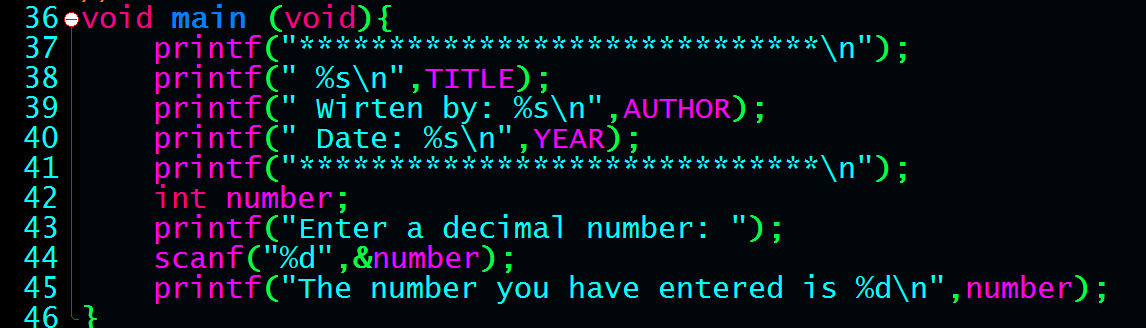 36 void main (void){
37 printf("*****************************\n");
38 printf(" %s\n",TITLE);
39 printf(" Wirten by: %s\n",AUTHOR);
40 printf(" Date: %s\n",YEAR);
41 printf("*****************************\n");
42 int number;
43 printf("Enter a decimal number: ");
44 scanf("%d",&number);
45 printf("The number you have entered is %d\n",number);
46 }